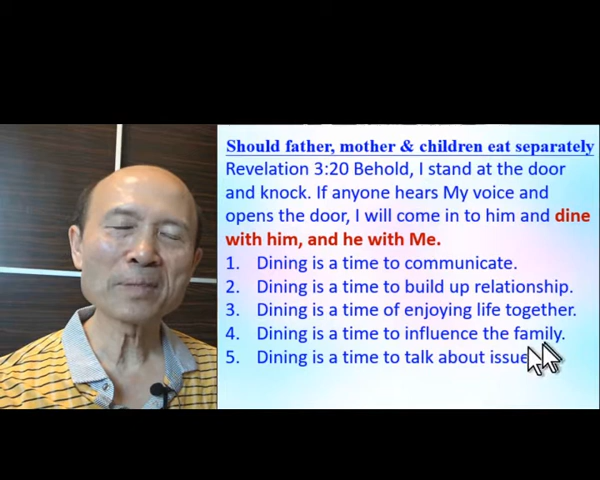 Should father, mother & children eat separately
Revelation 3:20 Behold, I stand at the door
and knock. If anyone hears My voice and
opens the door, I will come in to him and dine
with him, and he with Me.
1. Dining is a time to communicate.
2. Dining is a time to build up relationship.
3. Dining is a time of enjoying life together.
4. Dining is a time to influence the family.
5. Dining is a time to talk about